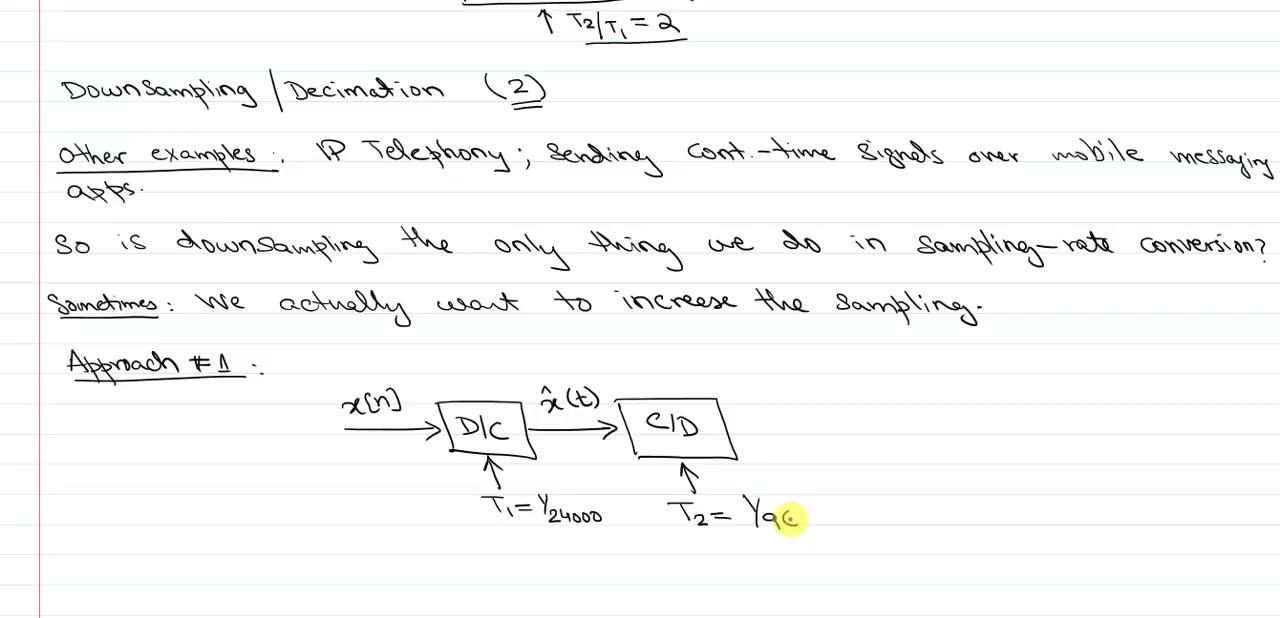 ↑ T₂/T₁ = 2
Downsampling / Decimation (2)
Other examples: IP Telephony; Sending cont.-time signals over mobile messaging
apps.
So is downsampling the only thing we do in sampling-rate conversion?
Sometimes: We actually want to increase the sampling.
Approach #1 :
x[n] D/C x̂(t) C/D
T₁ = 1/24000 T₂ =